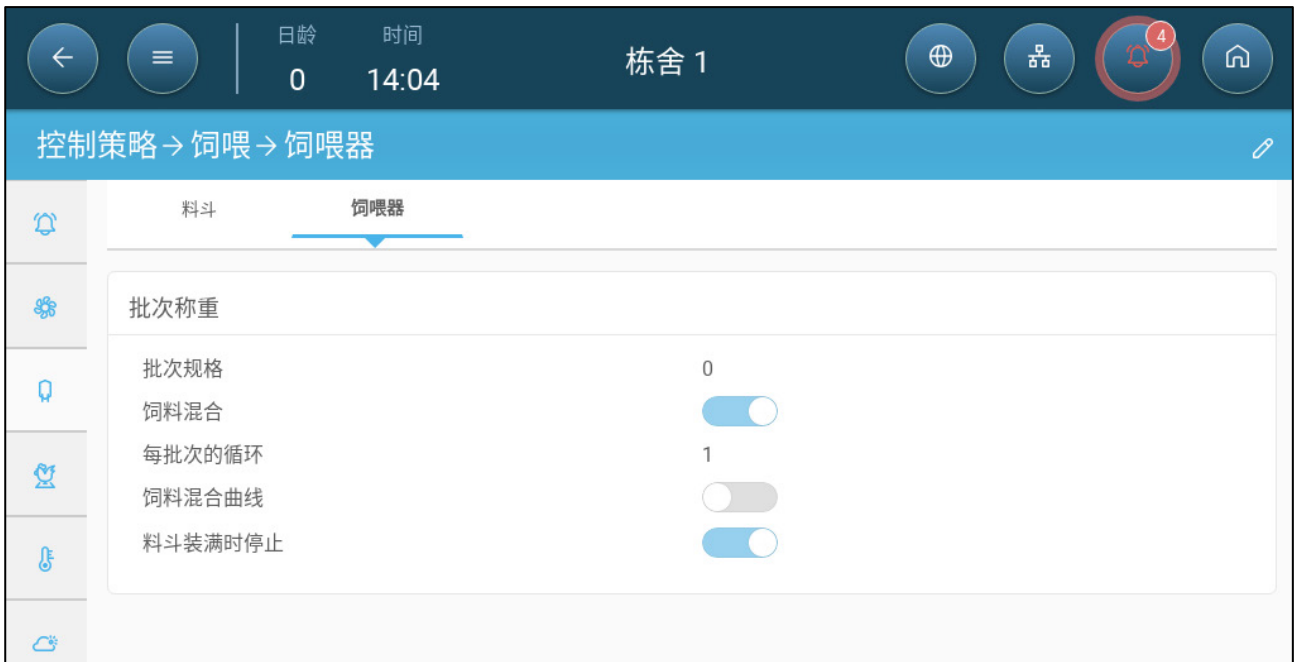 日龄 时间
0 14:04
栋舍 1
4
控制策略→饲喂→饲喂器
料斗 饲喂器
批次称重
批次规格 0
饲料混合
每批次的循环 1
饲料混合曲线
料斗装满时停止